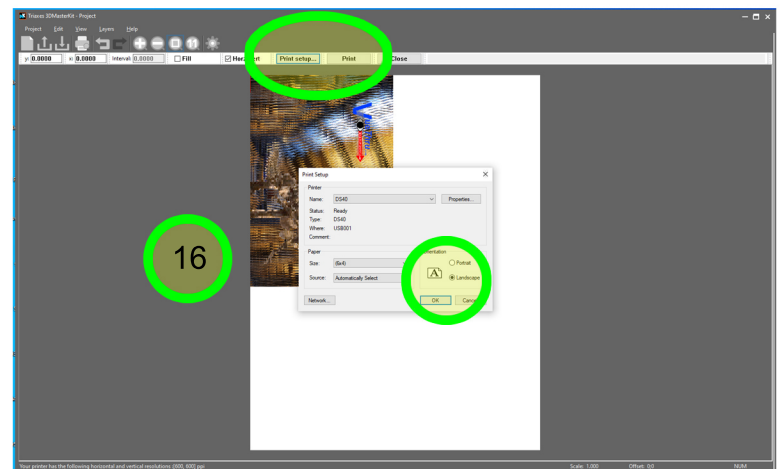 Triaxes 3DMasterKit - Project
Project Edit View Layers Help
y: 0.0000 x: 0.0000 Interval: 0.0000 Fill Print setup... Print Close
Print Setup
Printer
Name: DS40 Properties...
Status: Ready
Type: DS40
Where: USB001
Comment:
Paper
Size: (6x4)
Source: Automatically Select
Orientation
Portrait
A
Landscape
Network...
OK Cancel
16
Your printer has the following horizontal and vertical resolutions: (600, 600) ppi Scale: 1.000 Offset: 0;0 NUM